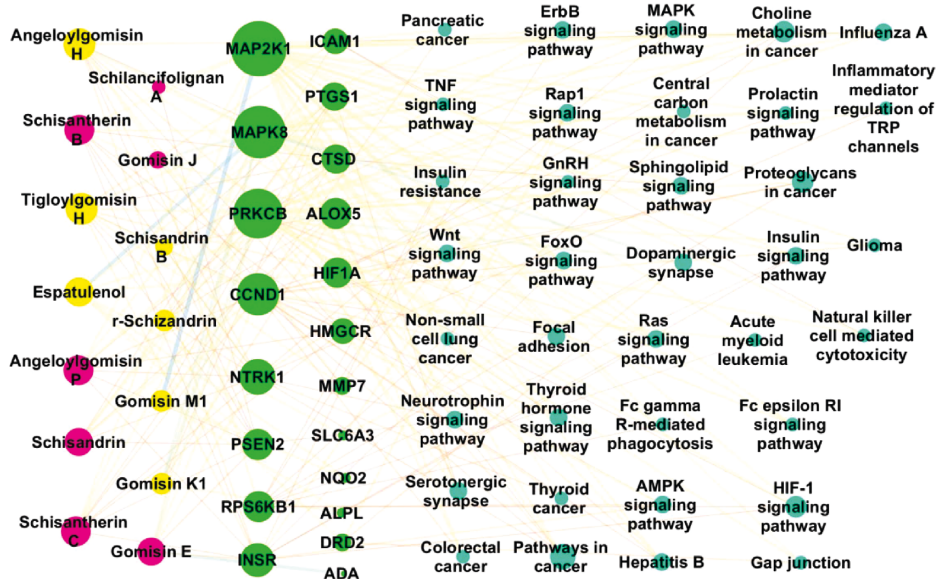 Angeloylgomisin
H
Schilancifolignan
A
Schisantherin
B
Gomisin J
Tigloylgomisin
H
Schisandrin
B
Espatulenol
r-Schizandrin
Angeloylgomisin
P
Gomisin M1
Schisandrin
Gomisin K1
Schisantherin
C
Gomisin E
MAP2K1
MAPK8
PRKCB
CCND1
NTRK1
PSEN2
RPS6KB1
INSR
ICAM1
PTGS1
CTSD
ALOX5
HIF1A
HMGCR
MMP7
SLC6A3
NQO2
ALPL
DRD2
ADA
Pancreatic
cancer
ErbB
signaling
pathway
MAPK
signaling
pathway
Choline
metabolism
in cancer
Influenza A
TNF
signaling
pathway
Rap1
signaling
pathway
Central
carbon
metabolism
in cancer
Prolactin
signaling
pathway
Inflammatory
mediator
regulation of
TRP
channels
Insulin
resistance
GnRH
signaling
pathway
Sphingolipid
signaling
pathway
Proteoglycans
in cancer
Wnt
signaling
pathway
FoxO
signaling
pathway
Dopaminergic
synapse
Insulin
signaling
pathway
Glioma
Non-small
cell lung
cancer
Focal
adhesion
Ras
signaling
pathway
Acute
myeloid
leukemia
Natural killer
cell mediated
cytotoxicity
Neurotrophin
signaling
pathway
Thyroid
hormone
signaling
pathway
Fc gamma
R-mediated
phagocytosis
Fc epsilon RI
signaling
pathway
Serotonergic
synapse
Thyroid
cancer
AMPK
signaling
pathway
HIF-1
signaling
pathway
Colorectal
cancer
Pathways in
cancer
Hepatitis B
Gap junction